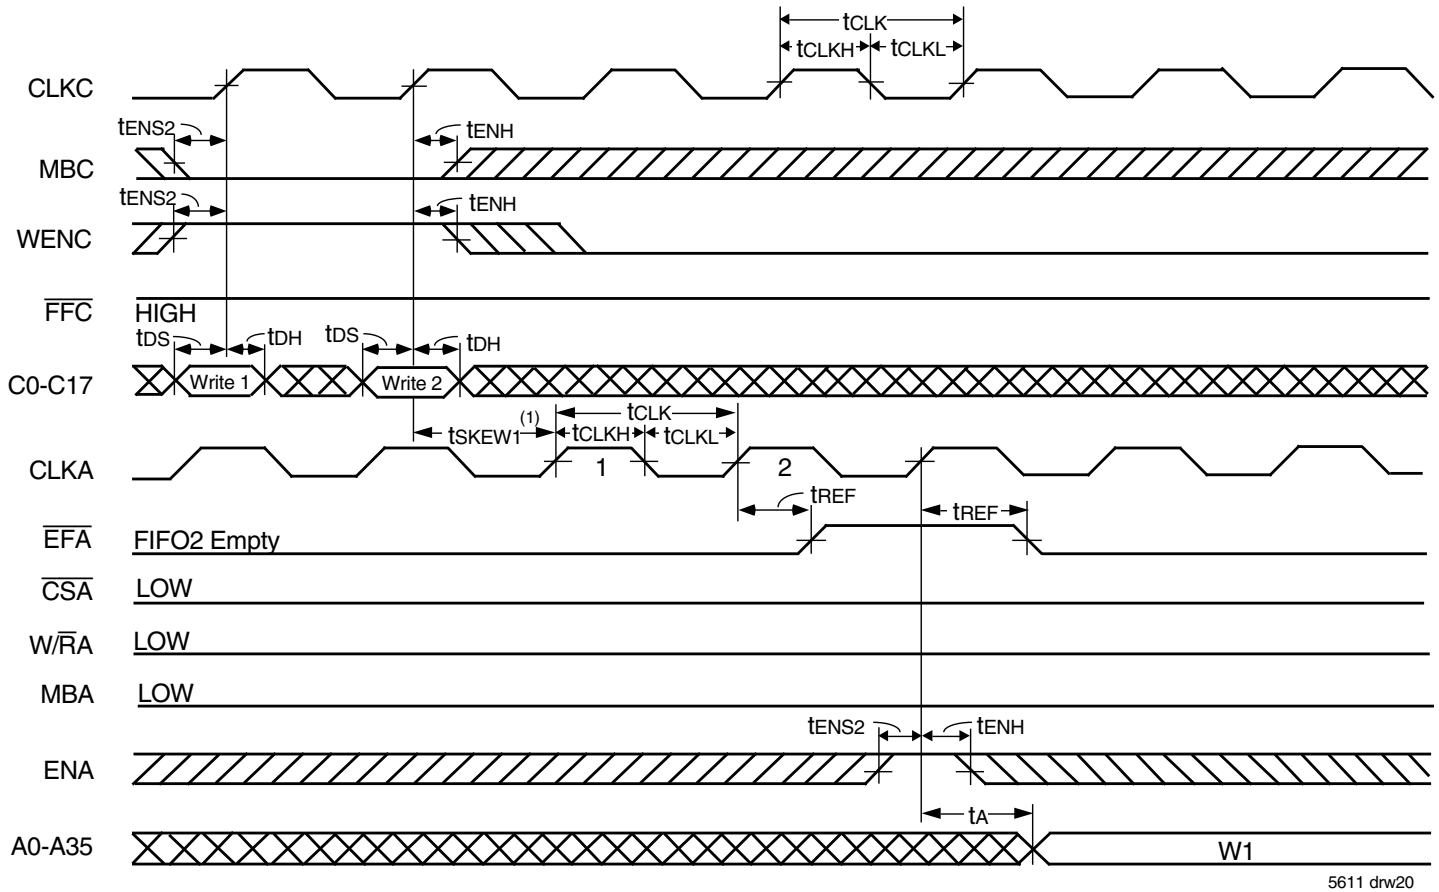 tCLK
tCLKH
tCLKL
CLKC
tENS2
tENH
MBC
tENS2
tENH
WENC
FFC
HIGH
tDS
tDH
tDS
tDH
C0-C17
Write 1
Write 2
tSKEW1(1)
tCLK
tCLKH
tCLKL
CLKA
1
2
tREF
tREF
EFA
FIFO2 Empty
CSA
LOW
W/RA
LOW
MBA
LOW
tENS2
tENH
ENA
tA
A0-A35
W1
5611 drw20